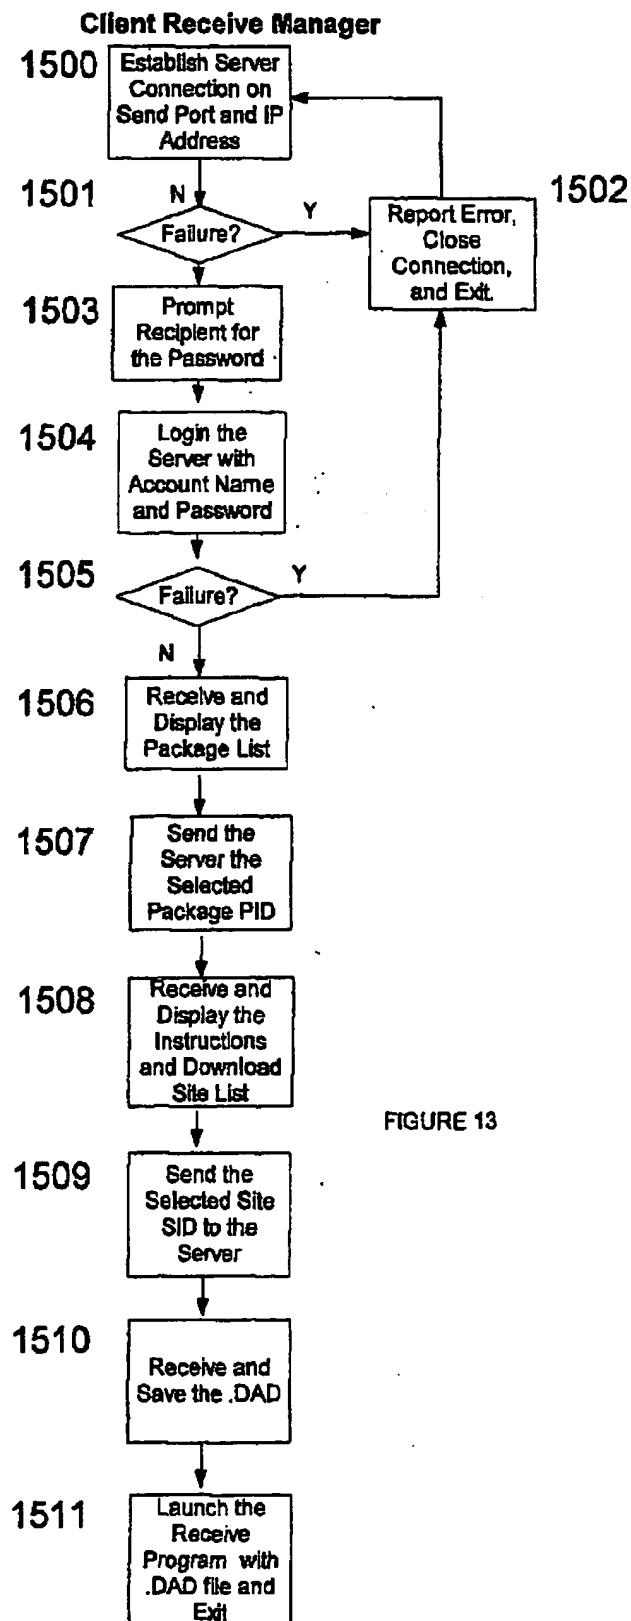 Client Receive Manager
1500
Establish Server
Connection on
Send Port and IP
Address
1501
N
Failure?
Y
1502
Report Error,
Close
Connection,
and Exit.
1503
Prompt
Recipient for
the Password
1504
Login the
Server with
Account Name
and Password
1505
Failure?
Y
N
1506
Receive and
Display the
Package List
1507
Send the
Server the
Selected
Package PID
1508
Receive and
Display the
Instructions
and Download
Site List
FIGURE 13
1509
Send the
Selected Site
SID to the
Server
1510
Receive and
Save the .DAD
1511
Launch the
Receive
Program with
.DAD file and
Exit